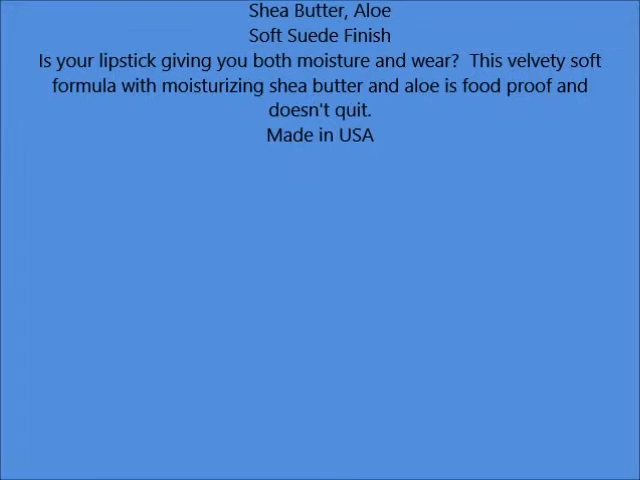 Shea Butter, Aloe
Soft Suede Finish
Is your lipstick giving you both moisture and wear?  This velvety soft
formula with moisturizing shea butter and aloe is food proof and
doesn't quit.
Made in USA